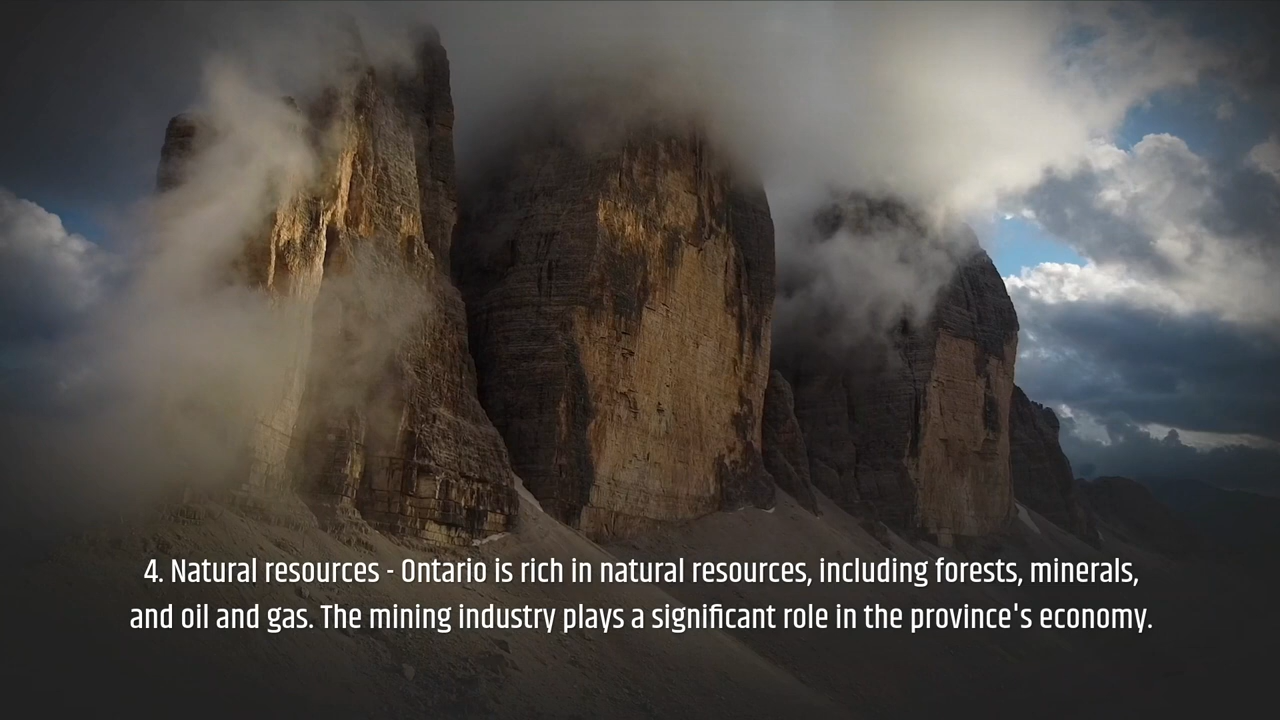 4. Natural resources - Ontario is rich in natural resources, including forests, minerals,
and oil and gas. The mining industry plays a significant role in the province's economy.